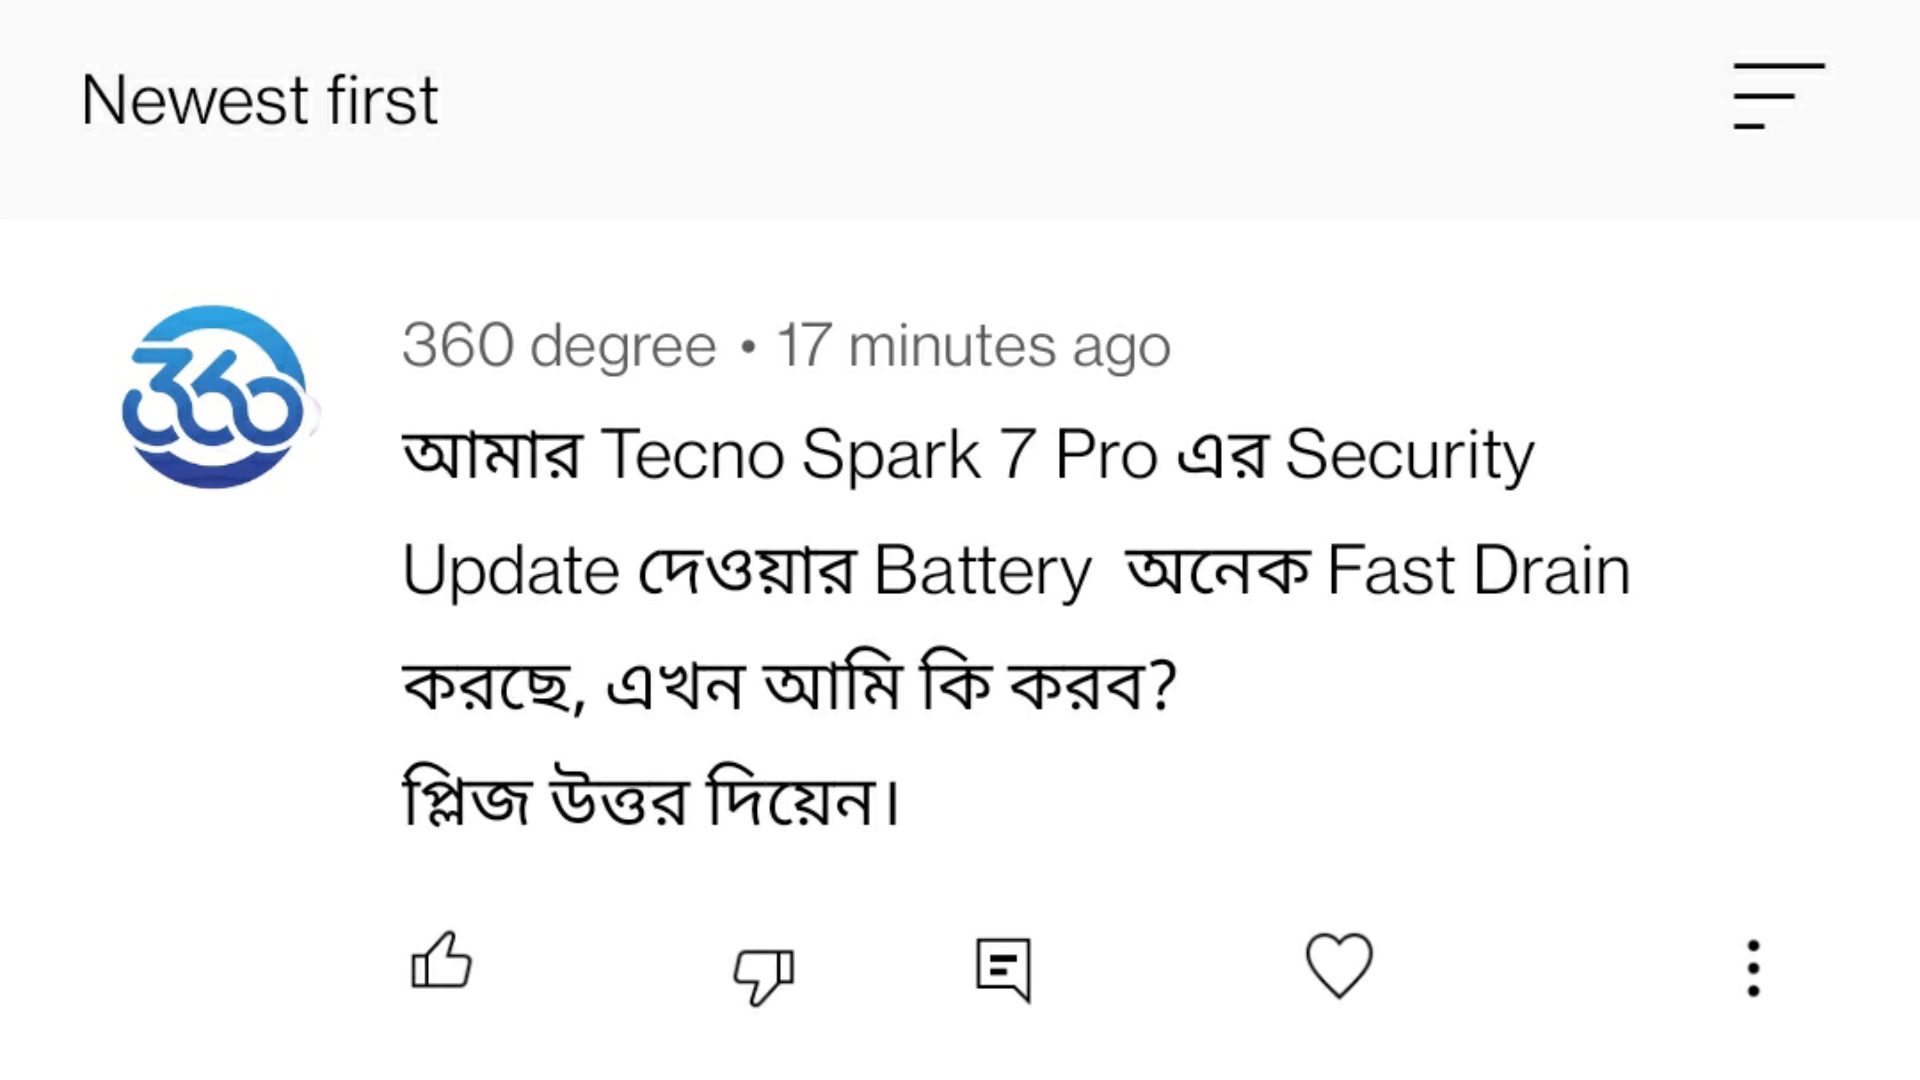 Newest first
360
360 degree • 17 minutes ago
আমার Tecno Spark 7 Pro এর Security
Update দেওয়ার Battery অনেক Fast Drain
করছে, এখন আমি কি করব?
প্লিজ উত্তর দিয়েন।